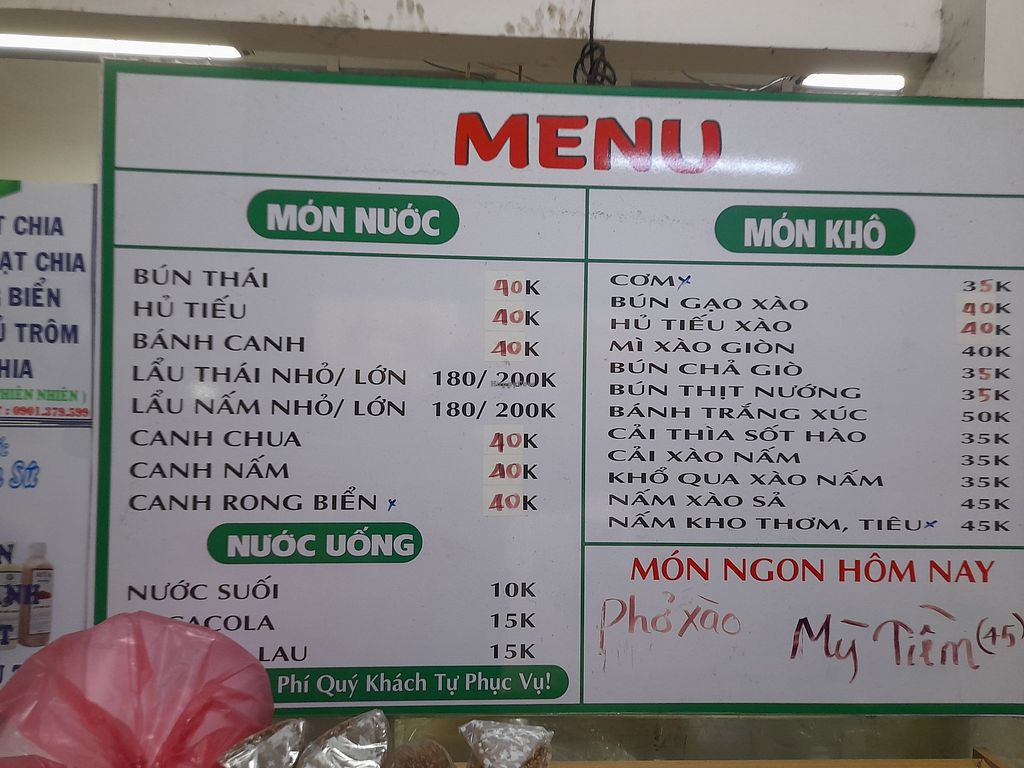 MENU
MÓN NƯỚC
BÚN THÁI 40K
HỦ TIẾU 40K
BÁNH CANH 40K
LẨU THÁI NHỎ/ LỚN 180/ 200K
LẨU NẤM NHỎ/ LỚN 180/ 200K
CANH CHUA 40K
CANH NẤM 40K
CANH RONG BIỂN x 40K
NƯỚC UỐNG
NƯỚC SUỐI 10K
CACOLA 15K
LAU 15K
Phí Quý Khách Tự Phục Vụ!
MÓN KHÔ
CƠM x 35K
BÚN GẠO XÀO 40K
HỦ TIẾU XÀO 40K
MÌ XÀO GIÒN 40K
BÚN CHẢ GIÒ 35K
BÚN THỊT NƯỚNG 35K
BÁNH TRẮNG XÚC 50K
CẢI THÌA SỐT HÀO 35K
CẢI XÀO NẤM 35K
KHỔ QUA XÀO NẤM 35K
NẤM XÀO SẢ 45K
NẤM KHO THƠM, TIÊU x 45K
MÓN NGON HÔM NAY
Phở xào
Mỳ Tiềm (45)
T CHIA
ẠT CHIA
BIỂN
Ủ TRÔM
HIA
HIÊN NHIÊN )
: 0901.379.599